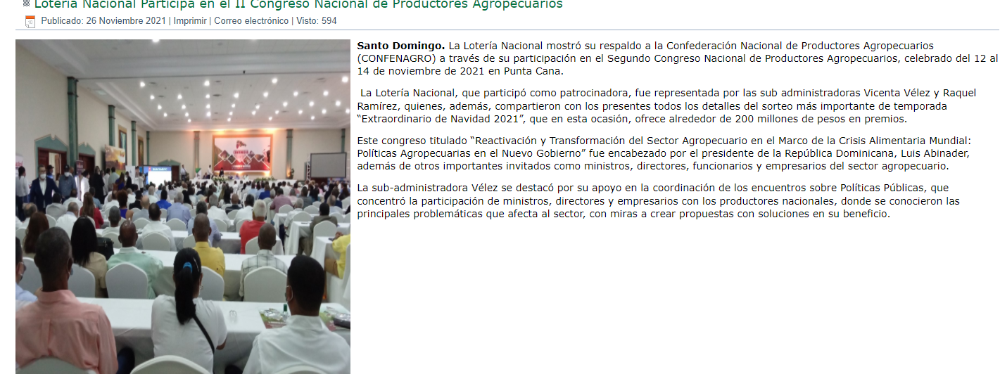 Lotería Nacional Participa en el II Congreso Nacional de Productores Agropecuarios
Publicado: 26 Noviembre 2021 | Imprimir | Correo electrónico | Visto: 594
Santo Domingo. La Lotería Nacional mostró su respaldo a la Confederación Nacional de Productores Agropecuarios
(CONFENAGRO) a través de su participación en el Segundo Congreso Nacional de Productores Agropecuarios, celebrado del 12 al
14 de noviembre de 2021 en Punta Cana.
La Lotería Nacional, que participó como patrocinadora, fue representada por las sub administradoras Vicenta Vélez y Raquel
Ramírez, quienes, además, compartieron con los presentes todos los detalles del sorteo más importante de temporada
“Extraordinario de Navidad 2021”, que en esta ocasión, ofrece alrededor de 200 millones de pesos en premios.
Este congreso titulado “Reactivación y Transformación del Sector Agropecuario en el Marco de la Crisis Alimentaria Mundial:
Políticas Agropecuarias en el Nuevo Gobierno” fue encabezado por el presidente de la República Dominicana, Luis Abinader,
además de otros importantes invitados como ministros, directores, funcionarios y empresarios del sector agropecuario.
La sub-administradora Vélez se destacó por su apoyo en la coordinación de los encuentros sobre Políticas Públicas, que
concentró la participación de ministros, directores y empresarios con los productores nacionales, donde se conocieron las
principales problemáticas que afecta al sector, con miras a crear propuestas con soluciones en su beneficio.